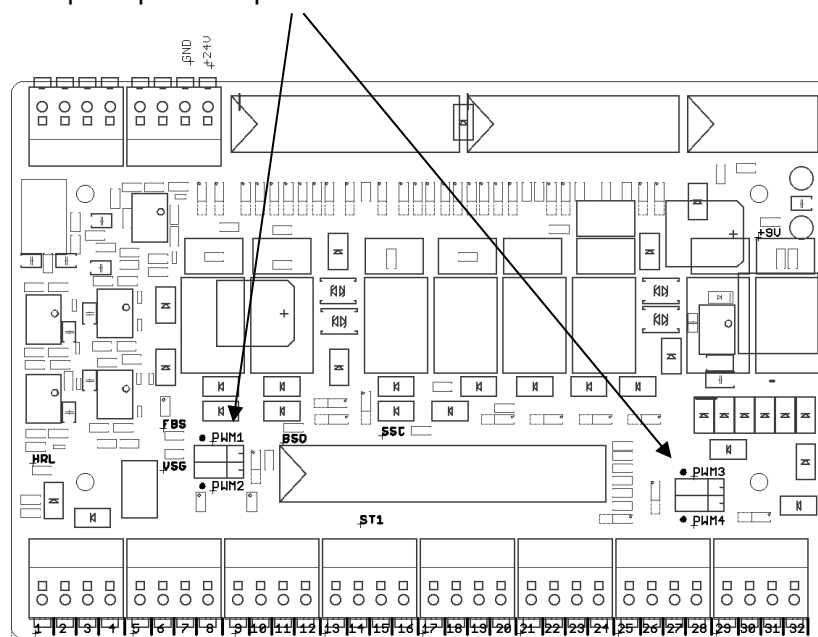 GND +24V
+9V
FBS
PWM1 BSD SSC
HRL VSG PWM3
PWM2
ST1 PWM4
1 2 3 4 5 6 7 8 9 10 11 12 13 14 15 16 17 18 19 20 21 22 23 24 25 26 27 28 29 30 31 32